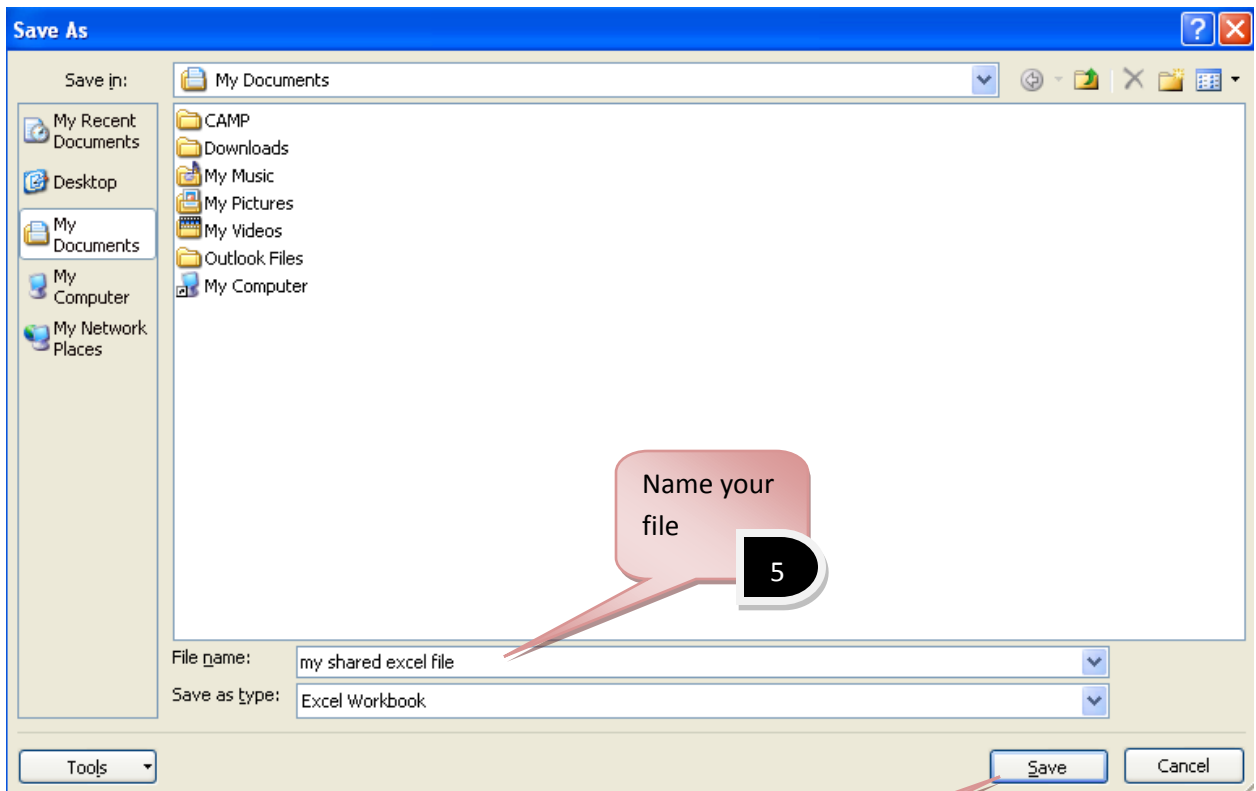 Save As
?
Save in:
My Documents
My Recent
Documents
Desktop
My
Documents
My
Computer
My Network
Places
CAMP
Downloads
My Music
My Pictures
My Videos
Outlook Files
My Computer
Name your
file
5
File name:
my shared excel file
Save as type:
Excel Workbook
Tools
Save
Cancel